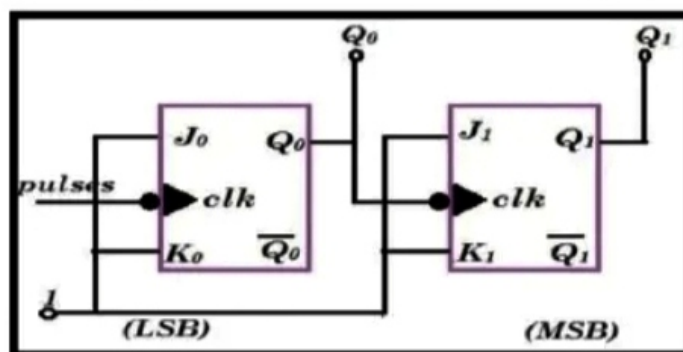 Q₀ Q₁
J₀ Q₀ J₁ Q₁
pulses clk clk
K₀ Q̅₀ K₁ Q̅₁
1
(LSB) (MSB)